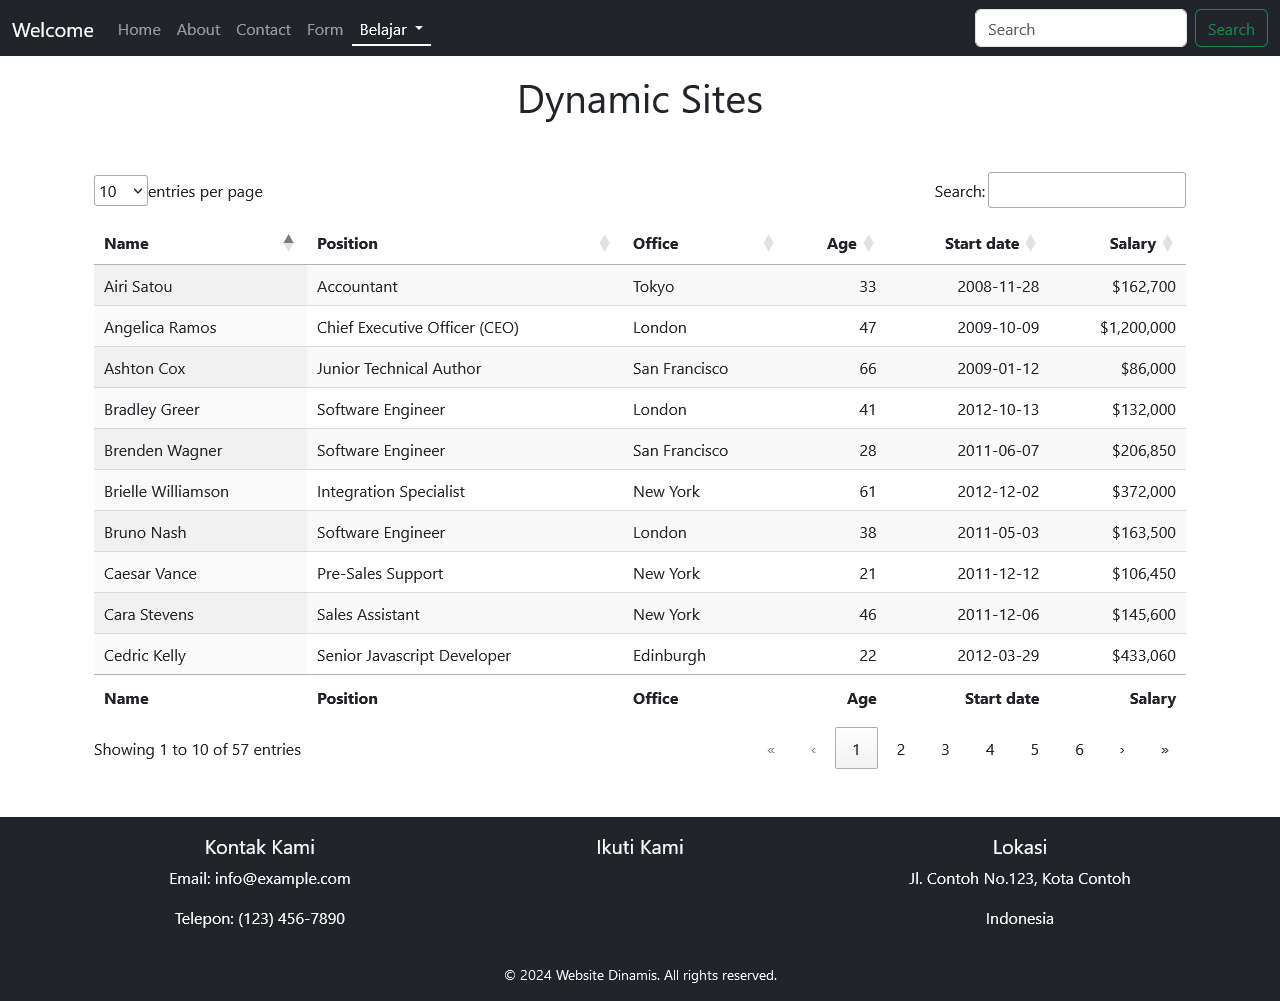 Welcome Home About Contact Form Belajar Search Search
Dynamic Sites
10 entries per page Search:
Name Position Office Age Start date Salary
Airi Satou Accountant Tokyo 33 2008-11-28 $162,700
Angelica Ramos Chief Executive Officer (CEO) London 47 2009-10-09 $1,200,000
Ashton Cox Junior Technical Author San Francisco 66 2009-01-12 $86,000
Bradley Greer Software Engineer London 41 2012-10-13 $132,000
Brenden Wagner Software Engineer San Francisco 28 2011-06-07 $206,850
Brielle Williamson Integration Specialist New York 61 2012-12-02 $372,000
Bruno Nash Software Engineer London 38 2011-05-03 $163,500
Caesar Vance Pre-Sales Support New York 21 2011-12-12 $106,450
Cara Stevens Sales Assistant New York 46 2011-12-06 $145,600
Cedric Kelly Senior Javascript Developer Edinburgh 22 2012-03-29 $433,060
Name Position Office Age Start date Salary
Showing 1 to 10 of 57 entries « ‹ 1 2 3 4 5 6 › »
Kontak Kami
Email: info@example.com
Telepon: (123) 456-7890
Ikuti Kami
Lokasi
Jl. Contoh No.123, Kota Contoh
Indonesia
© 2024 Website Dinamis. All rights reserved.